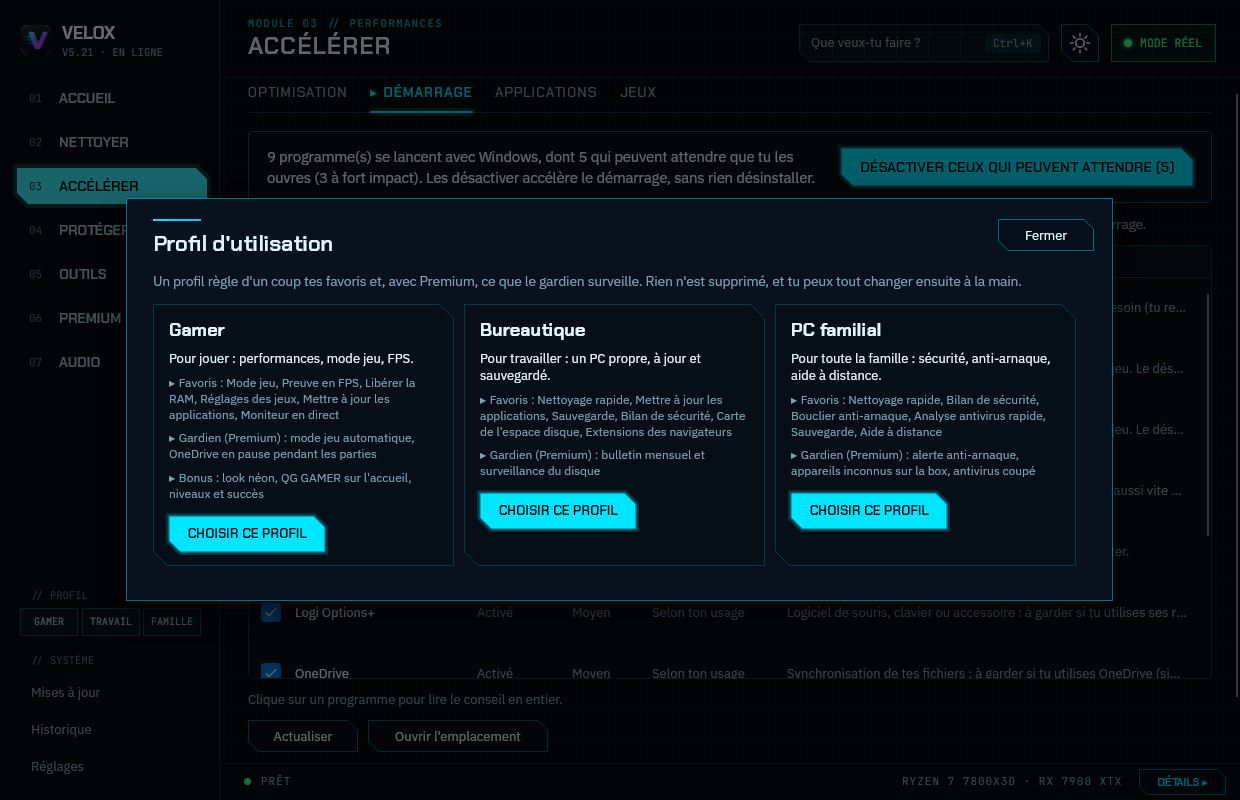 VELOX
V5.21 · EN LIGNE
01 ACCUEIL
02 NETTOYER
03 ACCÉLÉRER
04 PROTÉGER
05 OUTILS
06 PREMIUM
07 AUDIO
// PROFIL
GAMER TRAVAIL FAMILLE
// SYSTÈME
Mises à jour
Historique
Réglages
MODULE 03 // PERFORMANCES
ACCÉLÉRER
Que veux-tu faire ? Ctrl+K
MODE RÉEL
OPTIMISATION ▸ DÉMARRAGE APPLICATIONS JEUX
9 programme(s) se lancent avec Windows, dont 5 qui peuvent attendre que tu les
ouvres (3 à fort impact). Les désactiver accélère le démarrage, sans rien désinstaller.
DÉSACTIVER CEUX QUI PEUVENT ATTENDRE (5)
rrage.
Profil d'utilisation
Fermer
Un profil règle d'un coup tes favoris et, avec Premium, ce que le gardien surveille. Rien n'est supprimé, et tu peux tout changer ensuite à la main.
Gamer
Pour jouer : performances, mode jeu, FPS.
▸ Favoris : Mode jeu, Preuve en FPS, Libérer la
RAM, Réglages des jeux, Mettre à jour les
applications, Moniteur en direct
▸ Gardien (Premium) : mode jeu automatique,
OneDrive en pause pendant les parties
▸ Bonus : look néon, QG GAMER sur l'accueil,
niveaux et succès
CHOISIR CE PROFIL
Bureautique
Pour travailler : un PC propre, à jour et
sauvegardé.
▸ Favoris : Nettoyage rapide, Mettre à jour les
applications, Sauvegarde, Bilan de sécurité, Carte
de l'espace disque, Extensions des navigateurs
▸ Gardien (Premium) : bulletin mensuel et
surveillance du disque
CHOISIR CE PROFIL
PC familial
Pour toute la famille : sécurité, anti-arnaque,
aide à distance.
▸ Favoris : Nettoyage rapide, Bilan de sécurité,
Bouclier anti-arnaque, Analyse antivirus rapide,
Sauvegarde, Aide à distance
▸ Gardien (Premium) : alerte anti-arnaque,
appareils inconnus sur la box, antivirus coupé
CHOISIR CE PROFIL
esoin (tu re...
eu. Le dés...
eu. Le dés...
aussi vite ...
ter.
Logi Options+ Activé Moyen Selon ton usage Logiciel de souris, clavier ou accessoire : à garder si tu utilises ses r...
OneDrive Activé Moyen Selon ton usage Synchronisation de tes fichiers : à garder si tu utilises OneDrive (si...
Clique sur un programme pour lire le conseil en entier.
Actualiser Ouvrir l'emplacement
PRÊT
RYZEN 7 7800X3D · RX 7900 XTX
DÉTAILS ▸